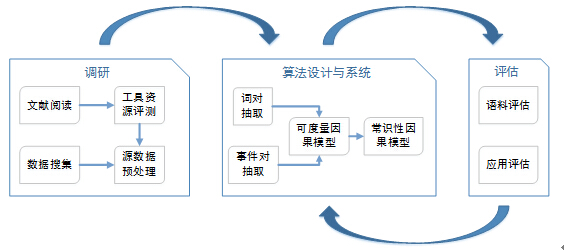 调研
文献阅读
工具资
源评测
数据搜集
源数据
预处理
算法设计与系统
词对
抽取
事件对
抽取
可度量因
果模型
常识性因
果模型
评估
语料评估
应用评估